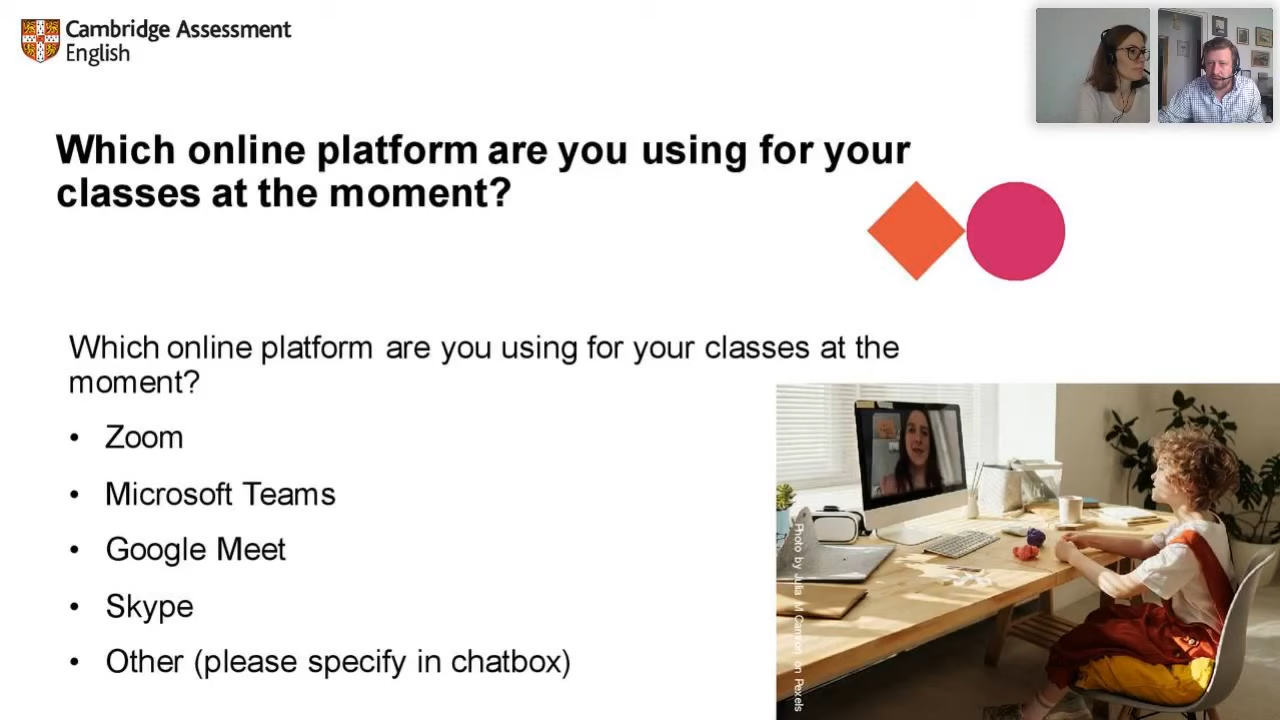 Cambridge Assessment
English
Which online platform are you using for your
classes at the moment?
Which online platform are you using for your classes at the
moment?
• Zoom
• Microsoft Teams
• Google Meet
• Skype
• Other (please specify in chatbox)
Photo by Julia M Camron on Pexels